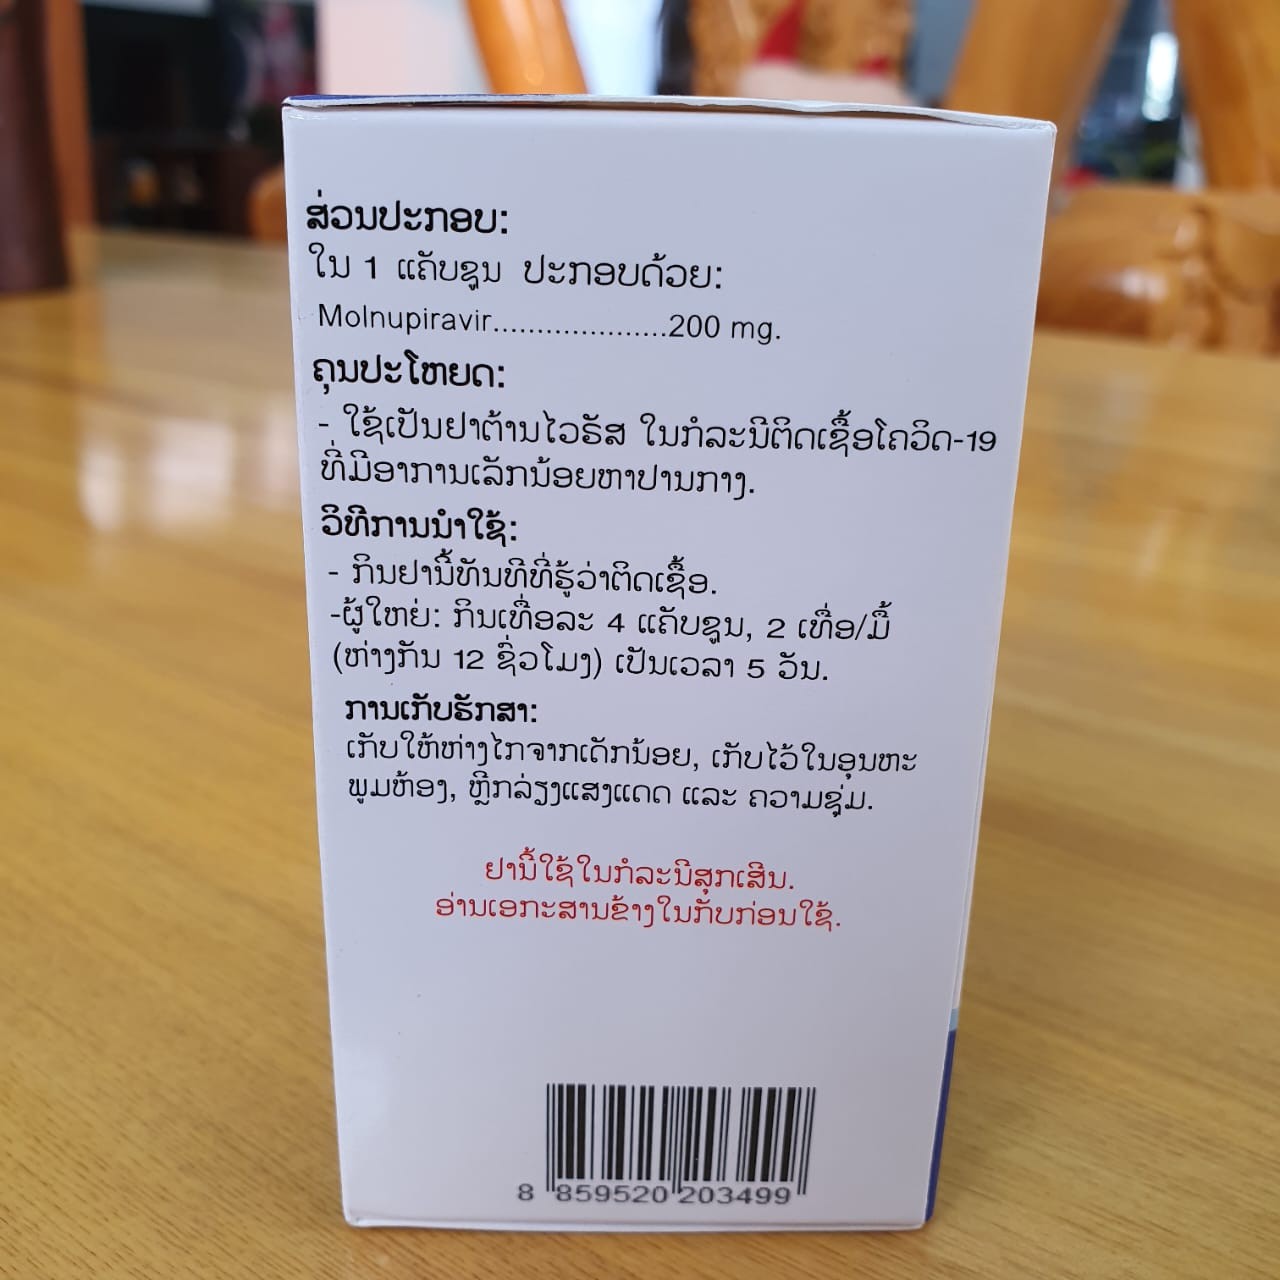 ສ່ວນປະກອບ:
ໃນ 1 ແຄັບຊູນ ປະກອບດ້ວຍ:
Molnupiravir....................200 mg.
ຄຸນປະໂຫຍດ:
- ໃຊ້ເປັນຢາຕ້ານໄວຣັສ ໃນກໍລະນີຕິດເຊື້ອໂຄວິດ-19
ທີ່ມີອາການເລັກນ້ອຍຫາປານກາງ.
ວິທີການນຳໃຊ້:
- ກິນຢານີ້ທັນທີທີ່ຮູ້ວ່າຕິດເຊື້ອ.
-ຜູ້ໃຫຍ່: ກິນເທື່ອລະ 4 ແຄັບຊູນ, 2 ເທື່ອ/ມື້
(ຫ່າງກັນ 12 ຊົ່ວໂມງ) ເປັນເວລາ 5 ວັນ.
ການເກັບຮັກສາ:
ເກັບໃຫ້ຫ່າງໄກຈາກເດັກນ້ອຍ, ເກັບໄວ້ໃນອຸນຫະ
ພູມຫ້ອງ, ຫຼີກລ່ຽງແສງແດດ ແລະ ຄວາມຊຸ່ມ.
ຢານີ້ໃຊ້ໃນກໍລະນີສຸກເສີນ.
ອ່ານເອກະສານຂ້າງໃນກັບກ່ອນໃຊ້.
8 859520 203499